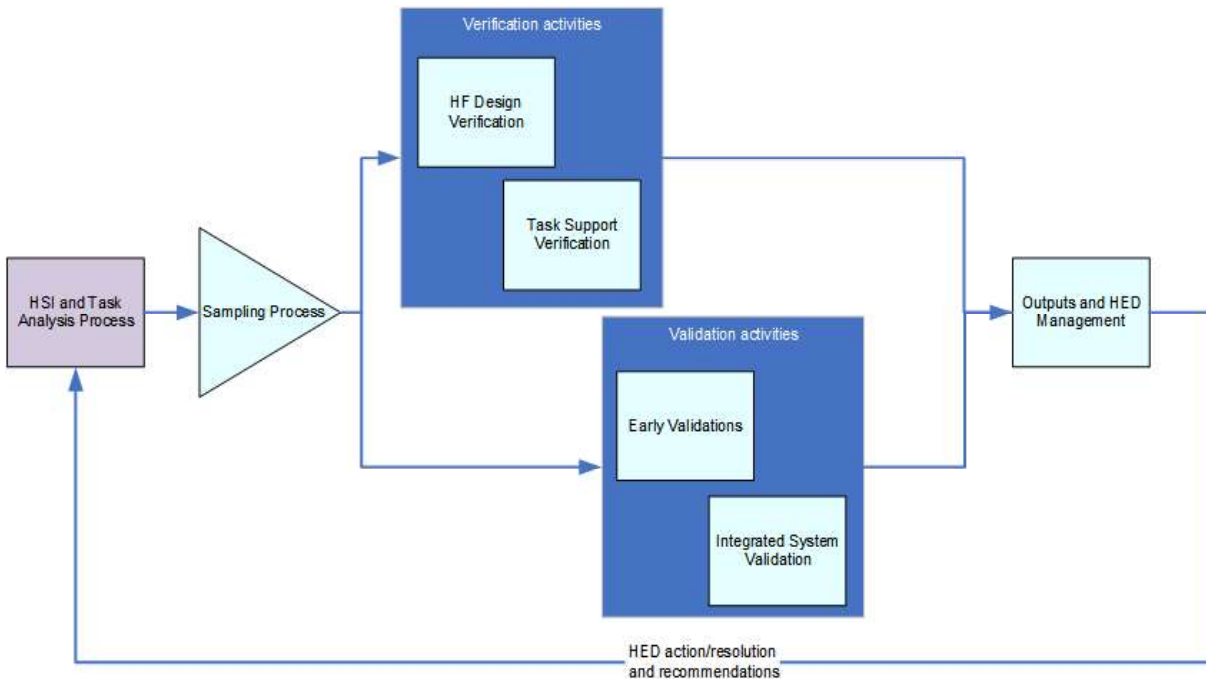 Verification activities
HF Design
Verification
Task Support
Verification
HSI and Task
Analysis Process
Sampling Process
Outputs and HED
Management
Validation activities
Early Validations
Integrated System
Validation
HED action/resolution
and recommendations